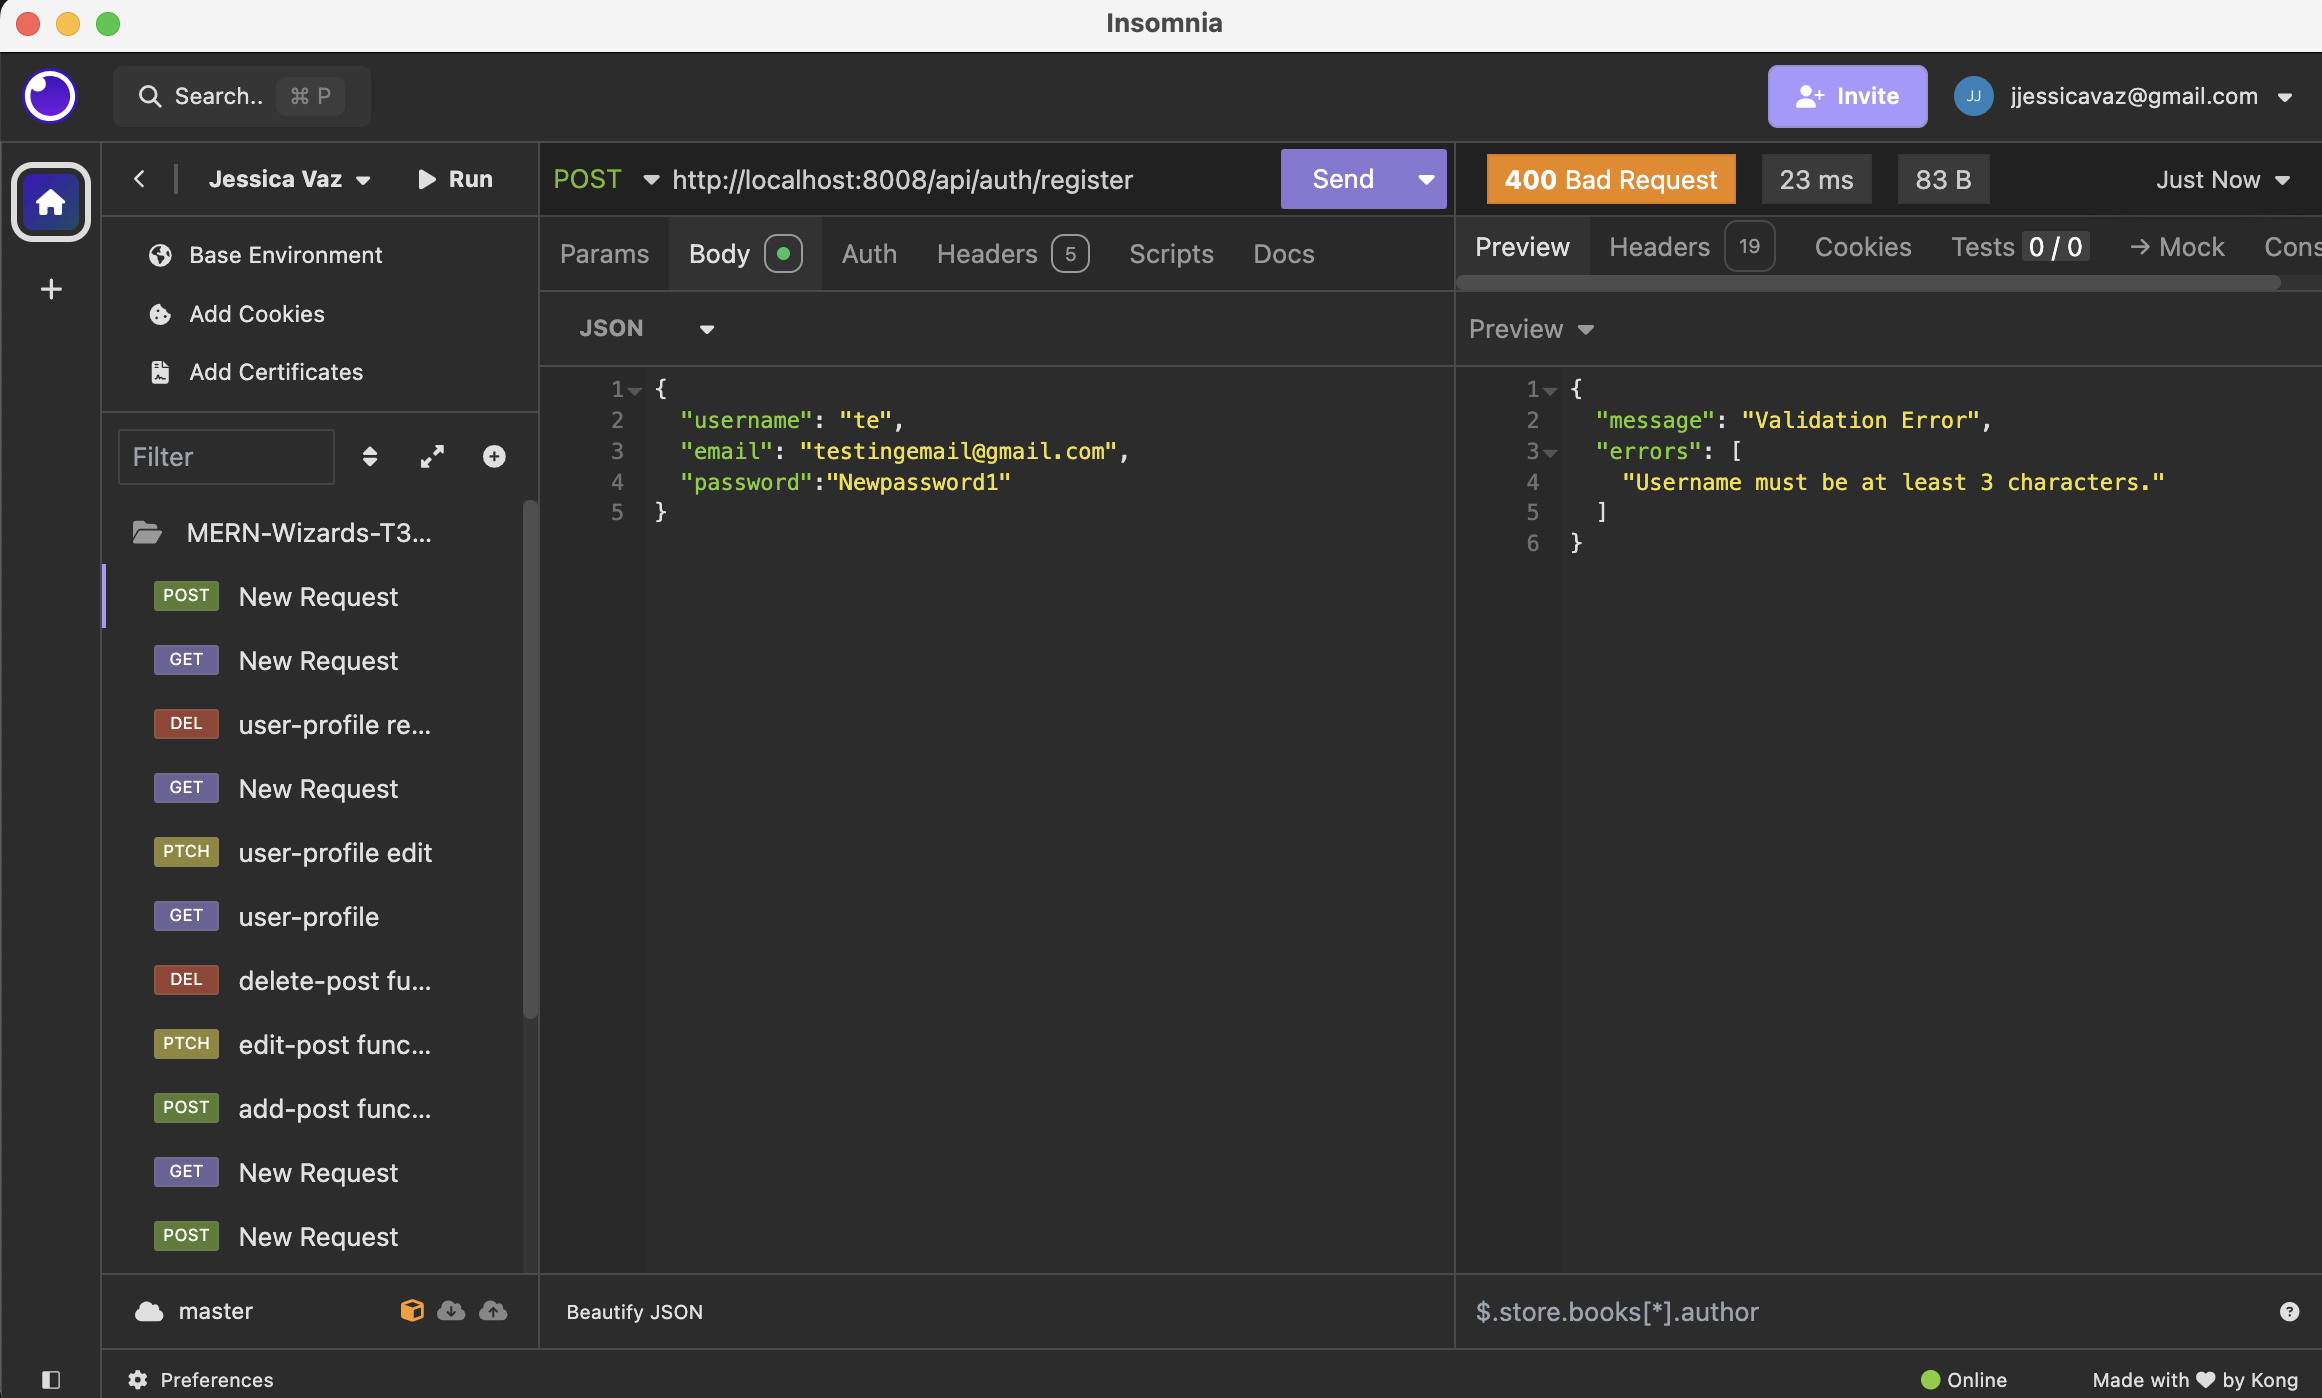 Insomnia
Search.. ⌘ P
Invite
JJ
jjessicavaz@gmail.com
Jessica Vaz
Run
POST http://localhost:8008/api/auth/register
Send
400 Bad Request
23 ms
83 B
Just Now
Base Environment
Add Cookies
Add Certificates
Filter
MERN-Wizards-T3...
POST New Request
GET New Request
DEL user-profile re...
GET New Request
PTCH user-profile edit
GET user-profile
DEL delete-post fu...
PTCH edit-post func...
POST add-post func...
GET New Request
POST New Request
master
Params Body Auth Headers 5 Scripts Docs
JSON
1 {
2 "username": "te",
3 "email": "testingemail@gmail.com",
4 "password":"Newpassword1"
5 }
Beautify JSON
Preview Headers 19 Cookies Tests 0 / 0 → Mock Cons
Preview
1 {
2 "message": "Validation Error",
3 "errors": [
4 "Username must be at least 3 characters."
5 ]
6 }
$.store.books[*].author
?
Preferences
Online
Made with ♥ by Kong